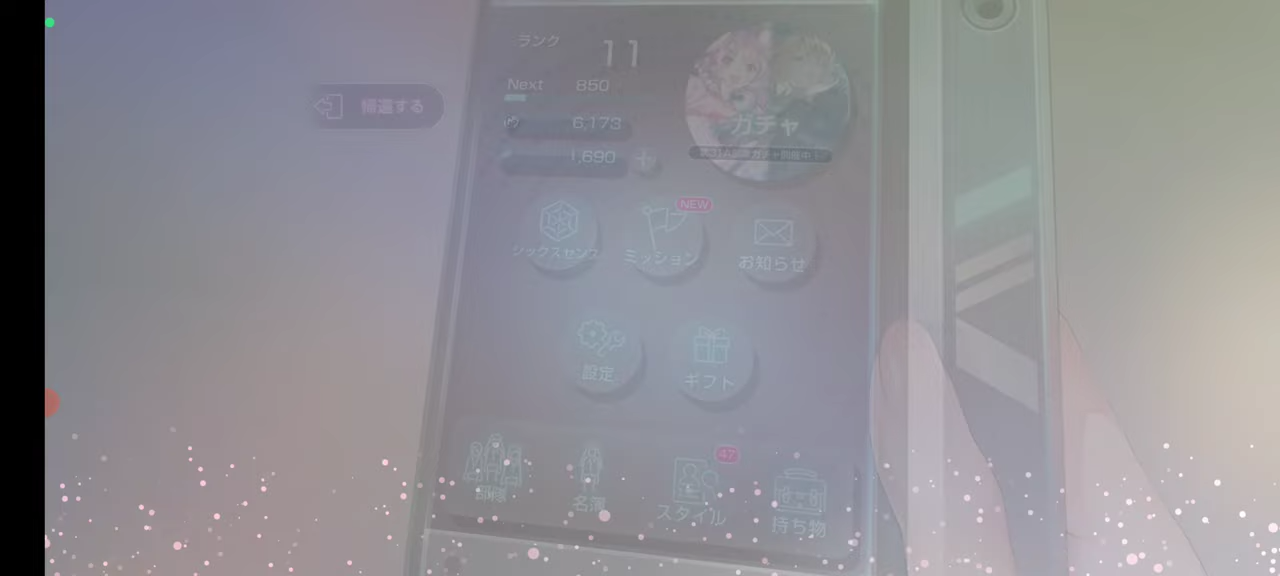 ランク 11
Next 850
帰還する
6,173
1,690
ガチャ
NEW
シックスセンス
ミッション
お知らせ
設定
ギフト
47
部隊
名簿
スタイル
持ち物